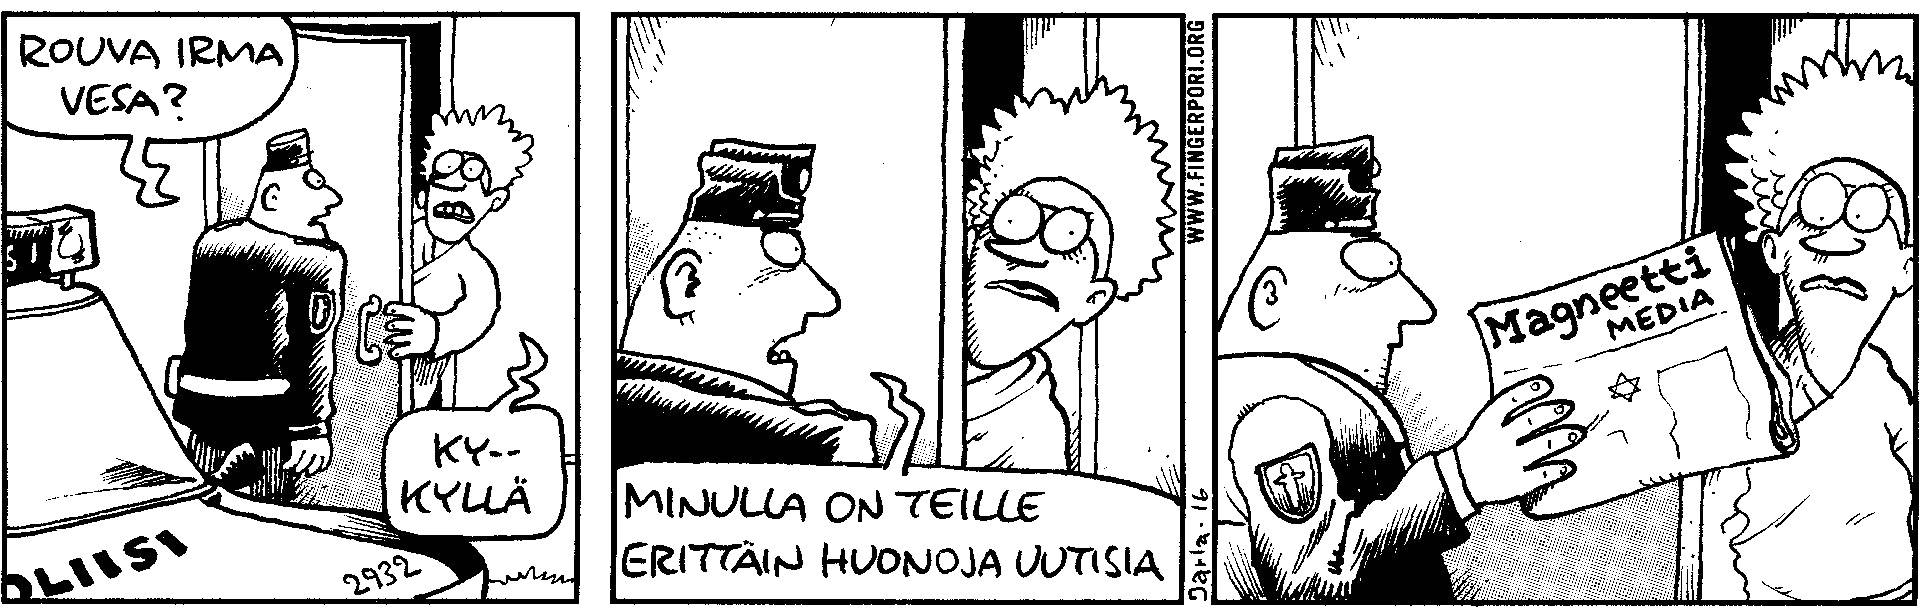 ROUVA IRMA
VESA?
SI
KY--
KYLLÄ
OLIISI
2932
MINULLA ON TEILLE
ERITTÄIN HUONOJA UUTISIA
WWW.FINGERPORI.ORG
Jarla-16
Magneetti
MEDIA